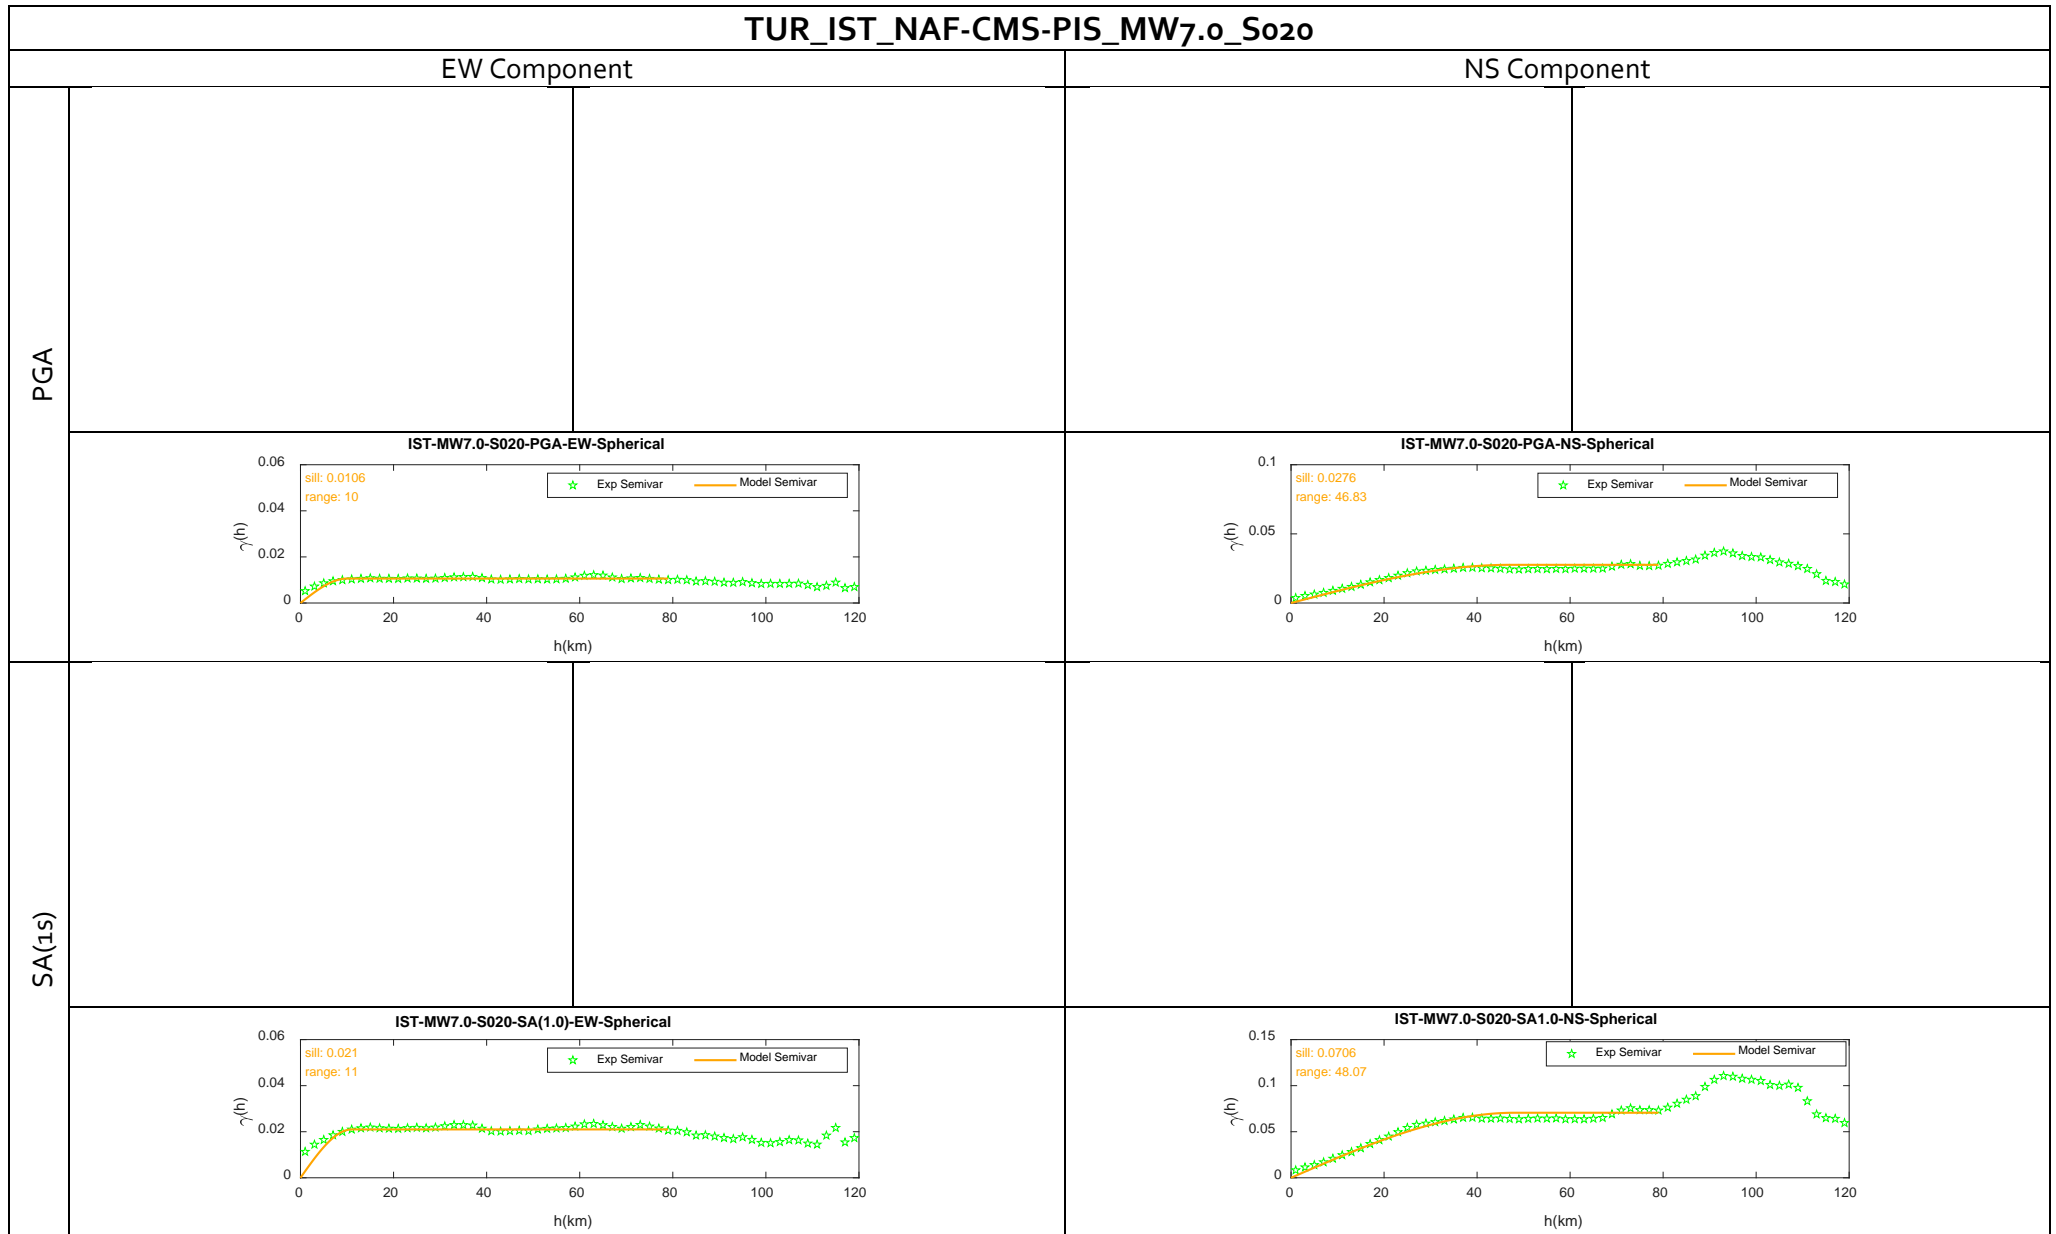 TUR_IST_NAF-CMS-PIS_MW7.0_S020
EW Component
NS Component
PGA
IST-MW7.0-S020-PGA-EW-Spherical
sill: 0.0106
range: 10
Exp Semivar
Model Semivar
0.06
0.04
0.02
0
γ(h)
0 20 40 60 80 100 120
h(km)
IST-MW7.0-S020-PGA-NS-Spherical
sill: 0.0276
range: 46.83
Exp Semivar
Model Semivar
0.1
0.05
0
γ(h)
0 20 40 60 80 100 120
h(km)
SA(1s)
IST-MW7.0-S020-SA(1.0)-EW-Spherical
sill: 0.021
range: 11
Exp Semivar
Model Semivar
0.06
0.04
0.02
0
γ(h)
0 20 40 60 80 100 120
h(km)
IST-MW7.0-S020-SA1.0-NS-Spherical
sill: 0.0706
range: 48.07
Exp Semivar
Model Semivar
0.15
0.1
0.05
0
γ(h)
0 20 40 60 80 100 120
h(km)